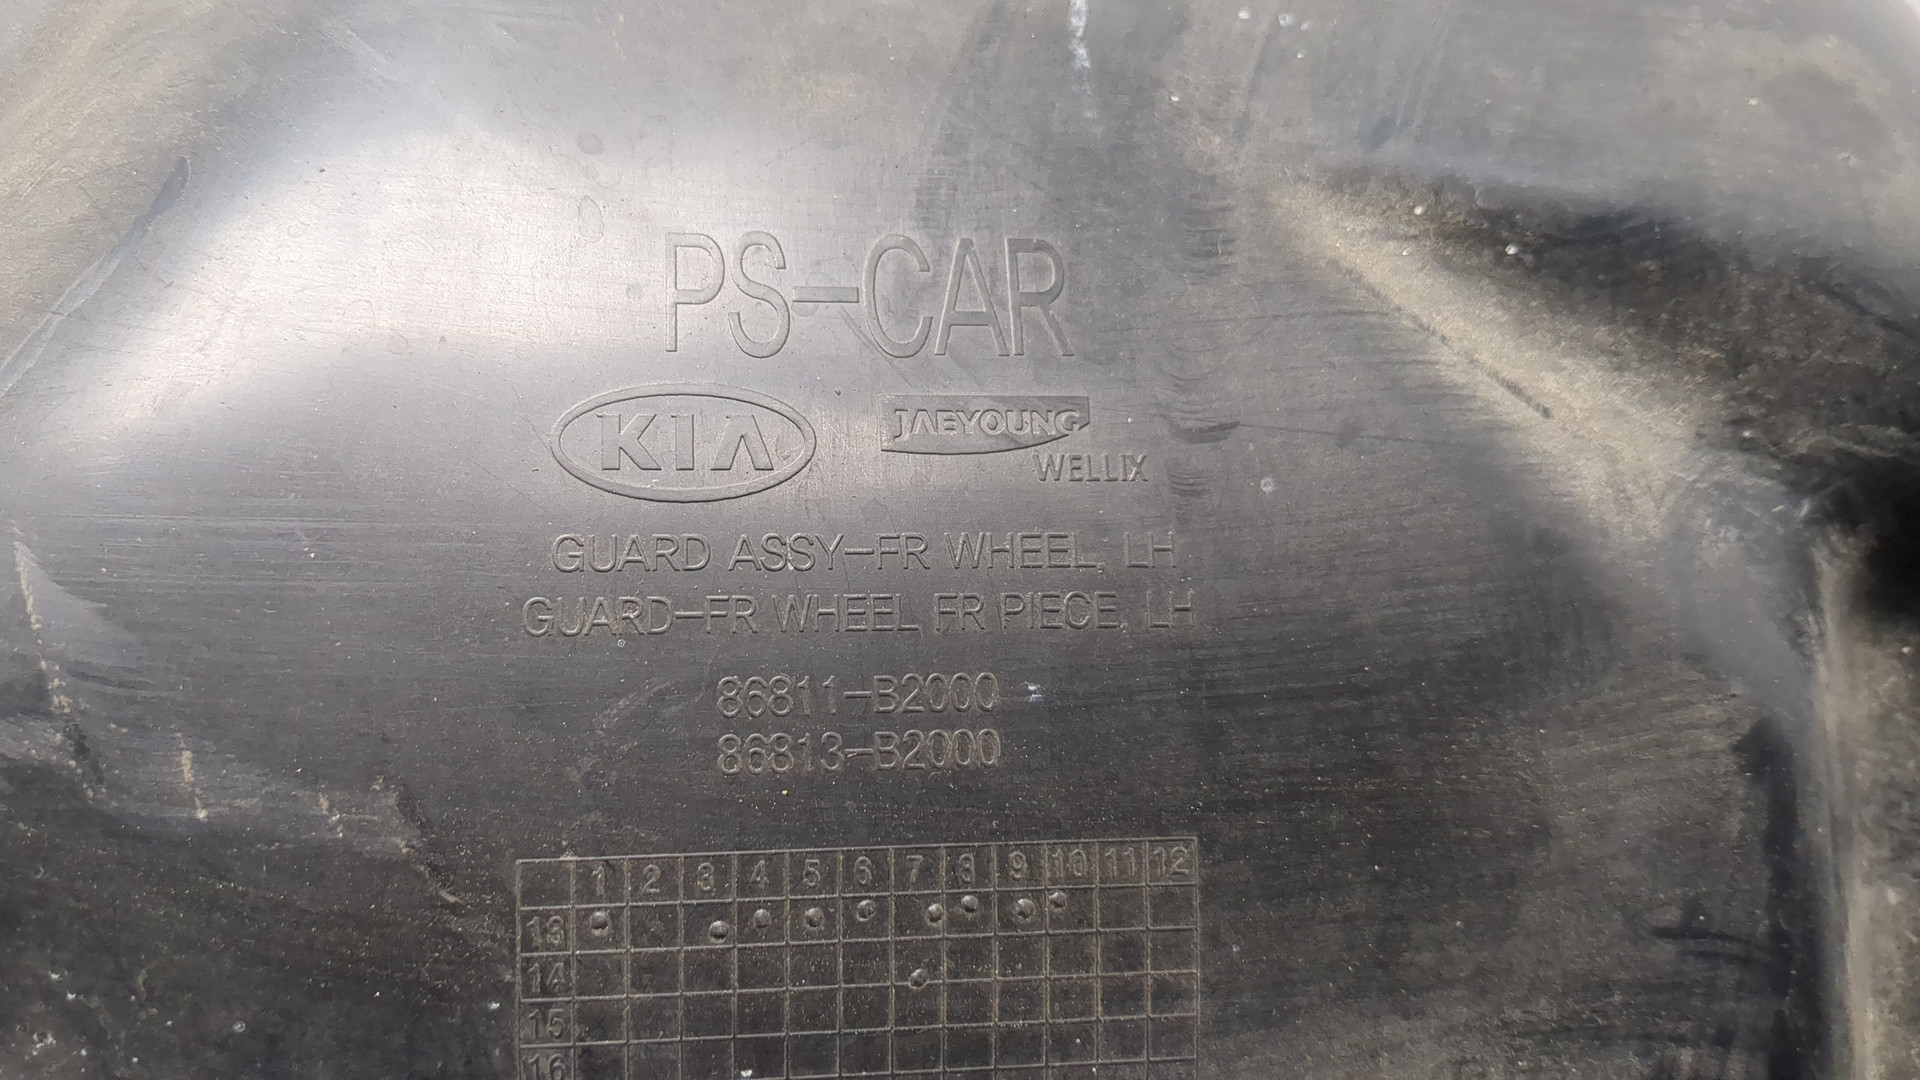 PS-CAR
KIA JAEYOUNG
WELLIX
GUARD ASSY-FR WHEEL, LH
GUARD-FR WHEEL FR PIECE, LH
86811-B2000
86813-B2000
1 2 3 4 5 6 7 8 9 10 11 12
13
14
15
16